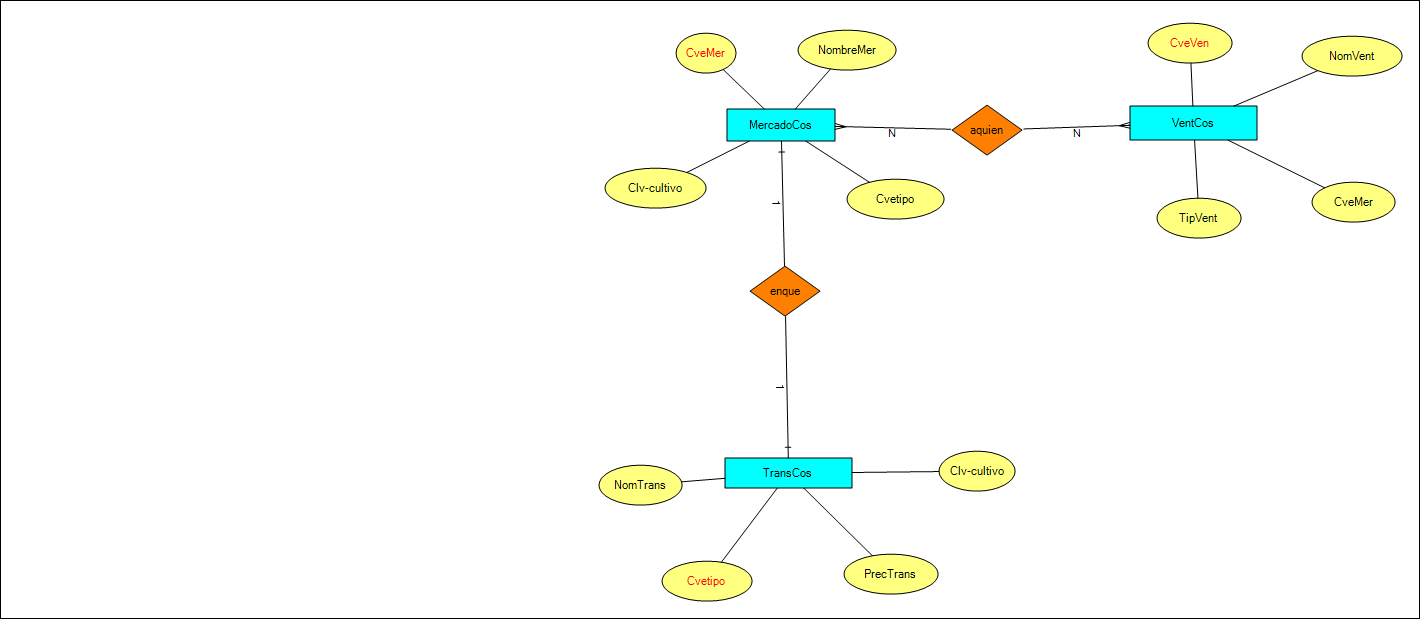 CveMer
NombreMer
CveVen
NomVent
MercadoCos
N
aquien
N
VentCos
Clv-cultivo
Cvetipo
TipVent
CveMer
1
enque
1
TransCos
Clv-cultivo
NomTrans
Cvetipo
PrecTrans